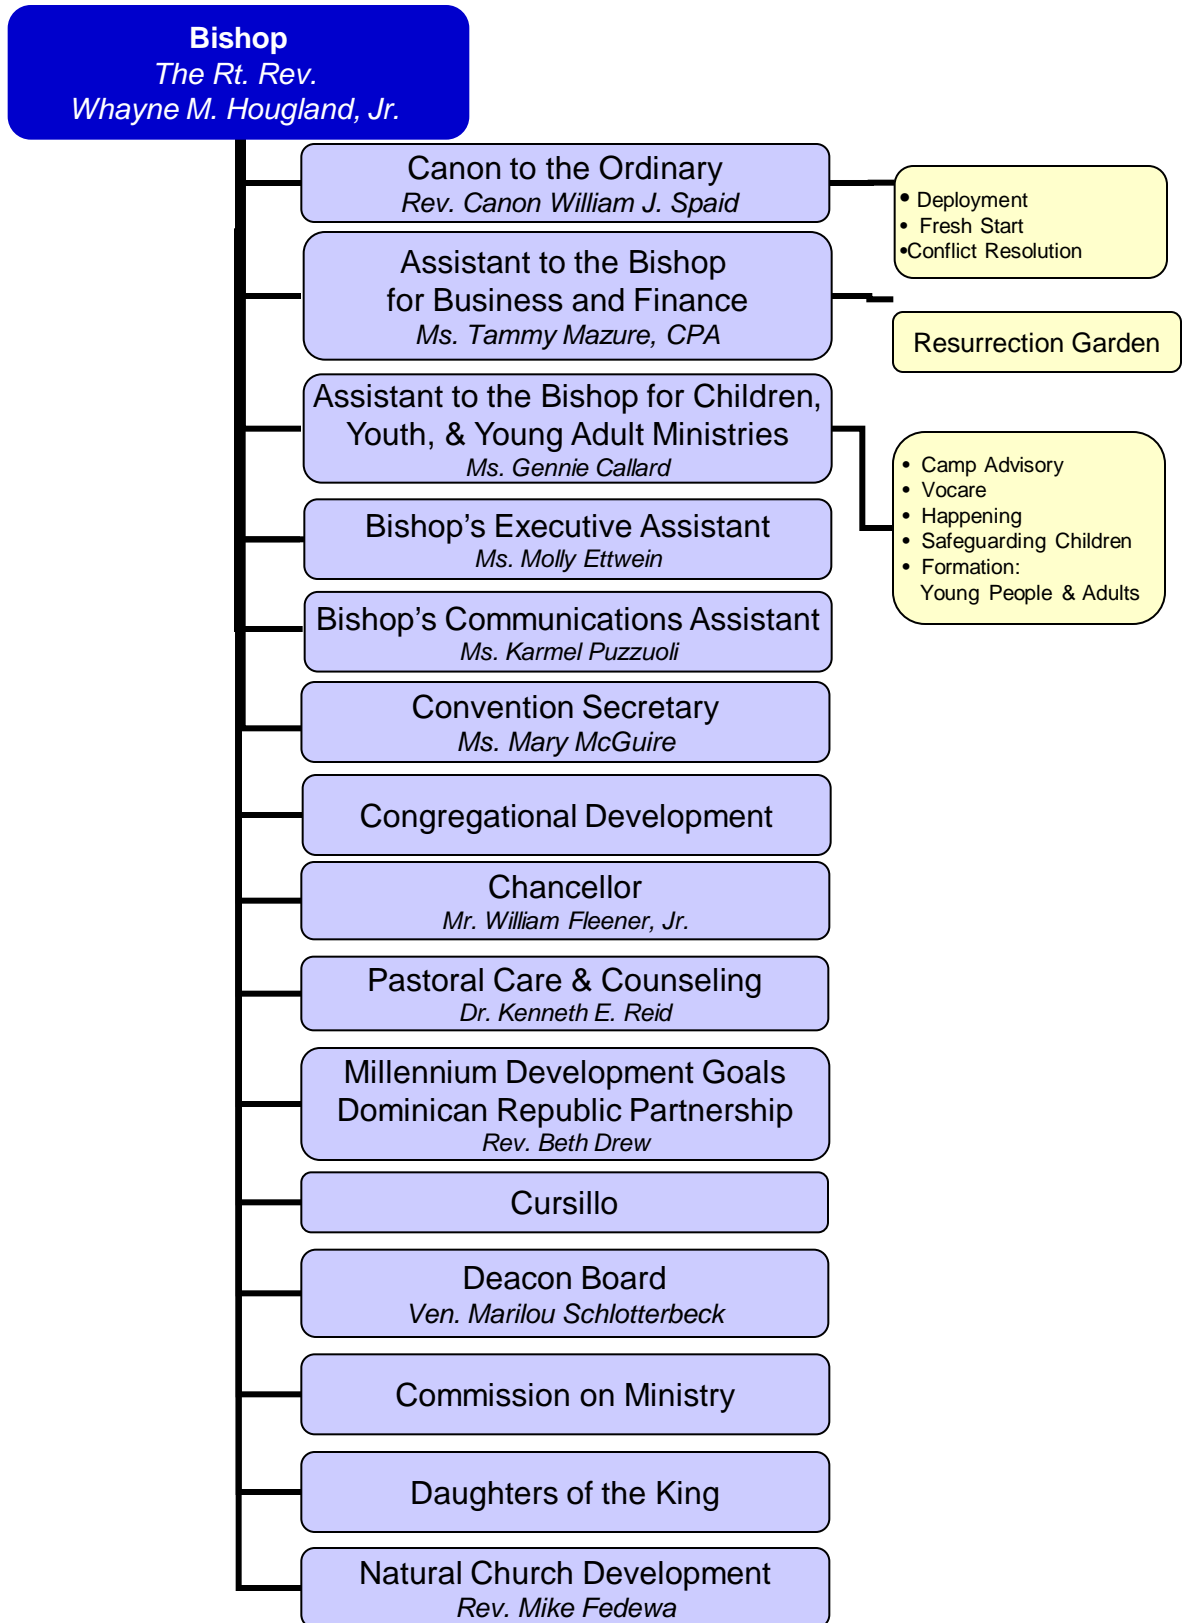 Bishop
The Rt. Rev.
Whayne M. Hougland, Jr.
Canon to the Ordinary
Rev. Canon William J. Spaid
• Deployment
• Fresh Start
•Conflict Resolution
Assistant to the Bishop
for Business and Finance
Ms. Tammy Mazure, CPA
Resurrection Garden
Assistant to the Bishop for Children,
Youth, & Young Adult Ministries
Ms. Gennie Callard
• Camp Advisory
• Vocare
• Happening
• Safeguarding Children
• Formation:
Young People & Adults
Bishop’s Executive Assistant
Ms. Molly Ettwein
Bishop’s Communications Assistant
Ms. Karmel Puzzuoli
Convention Secretary
Ms. Mary McGuire
Congregational Development
Chancellor
Mr. William Fleener, Jr.
Pastoral Care & Counseling
Dr. Kenneth E. Reid
Millennium Development Goals
Dominican Republic Partnership
Rev. Beth Drew
Cursillo
Deacon Board
Ven. Marilou Schlotterbeck
Commission on Ministry
Daughters of the King
Natural Church Development
Rev. Mike Fedewa